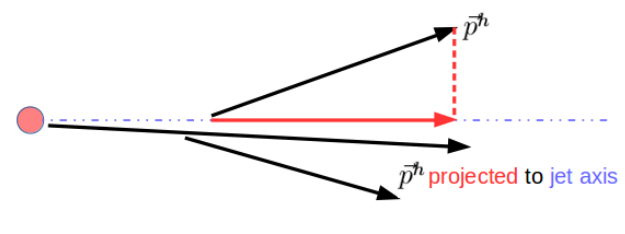 p⃗ʰ
p⃗ʰ projected to jet axis